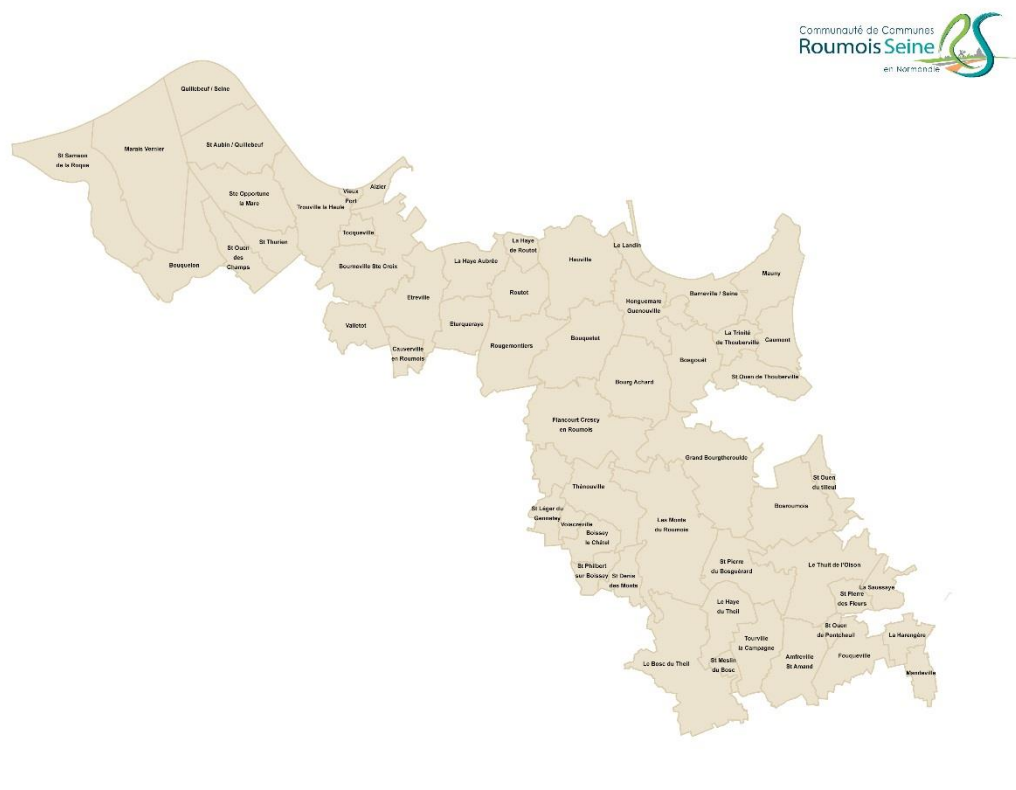 Communauté de Communes
Roumois Seine
en Normandie
Quillebeuf / Seine
Marais Vernier
St Aubin / Quillebeuf
St Samson
de la Roque
Ste Opportune
la Mare
Vieux
Port
Aizier
Trouville la Haule
Tocqueville
St Thurien
St Ouen
des
Champs
Bouquelon
Bourneville Ste Croix
La Haye Aubrée
La Haye
de Routot
Hauville
Le Landin
Etreville
Routot
Honguemare
Guenouville
Barneville / Seine
Mauny
Valletot
Eturqueraye
Cauverville
en Roumois
Rougemontiers
Bouquetot
Bosgouët
La Trinité
de Thouberville
Caumont
St Ouen de Thouberville
Bourg Achard
Flancourt Crescy
en Roumois
Grand Bourgtheroulde
Thénouville
St Ouen
du tilleul
Bosroumois
St Léger du
Gennetey
Voiscreville
Boissey
le Châtel
Les Monts
du Roumois
St Philbert
sur Boissey
St Denis
des Monts
St Pierre
du Bosguérard
Le Thuit de l'Oison
La Saussaye
St Pierre
des Fleurs
La Haye
du Theil
St Ouen
de Pontcheuil
La Harengère
Tourville
la Campagne
Le Bosc du Theil
St Meslin
du Bosc
Amfreville
St Amand
Fouqueville
Mandeville